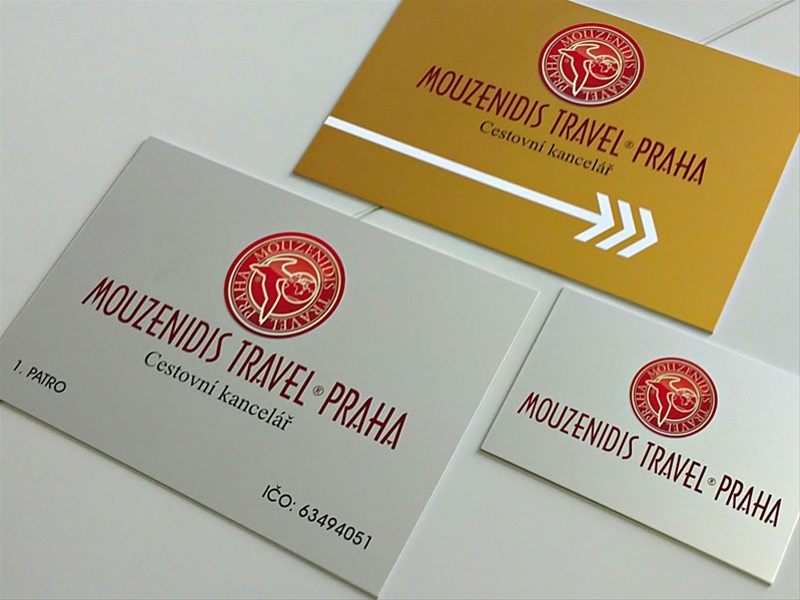 MOUZENIDIS TRAVEL PRAHA
MOUZENIDIS TRAVEL® PRAHA
Cestovní kancelář
MOUZENIDIS TRAVEL PRAHA
MOUZENIDIS TRAVEL® PRAHA
Cestovní kancelář
1. PATRO
IČO: 63494051
MOUZENIDIS TRAVEL PRAHA
MOUZENIDIS TRAVEL® PRAHA